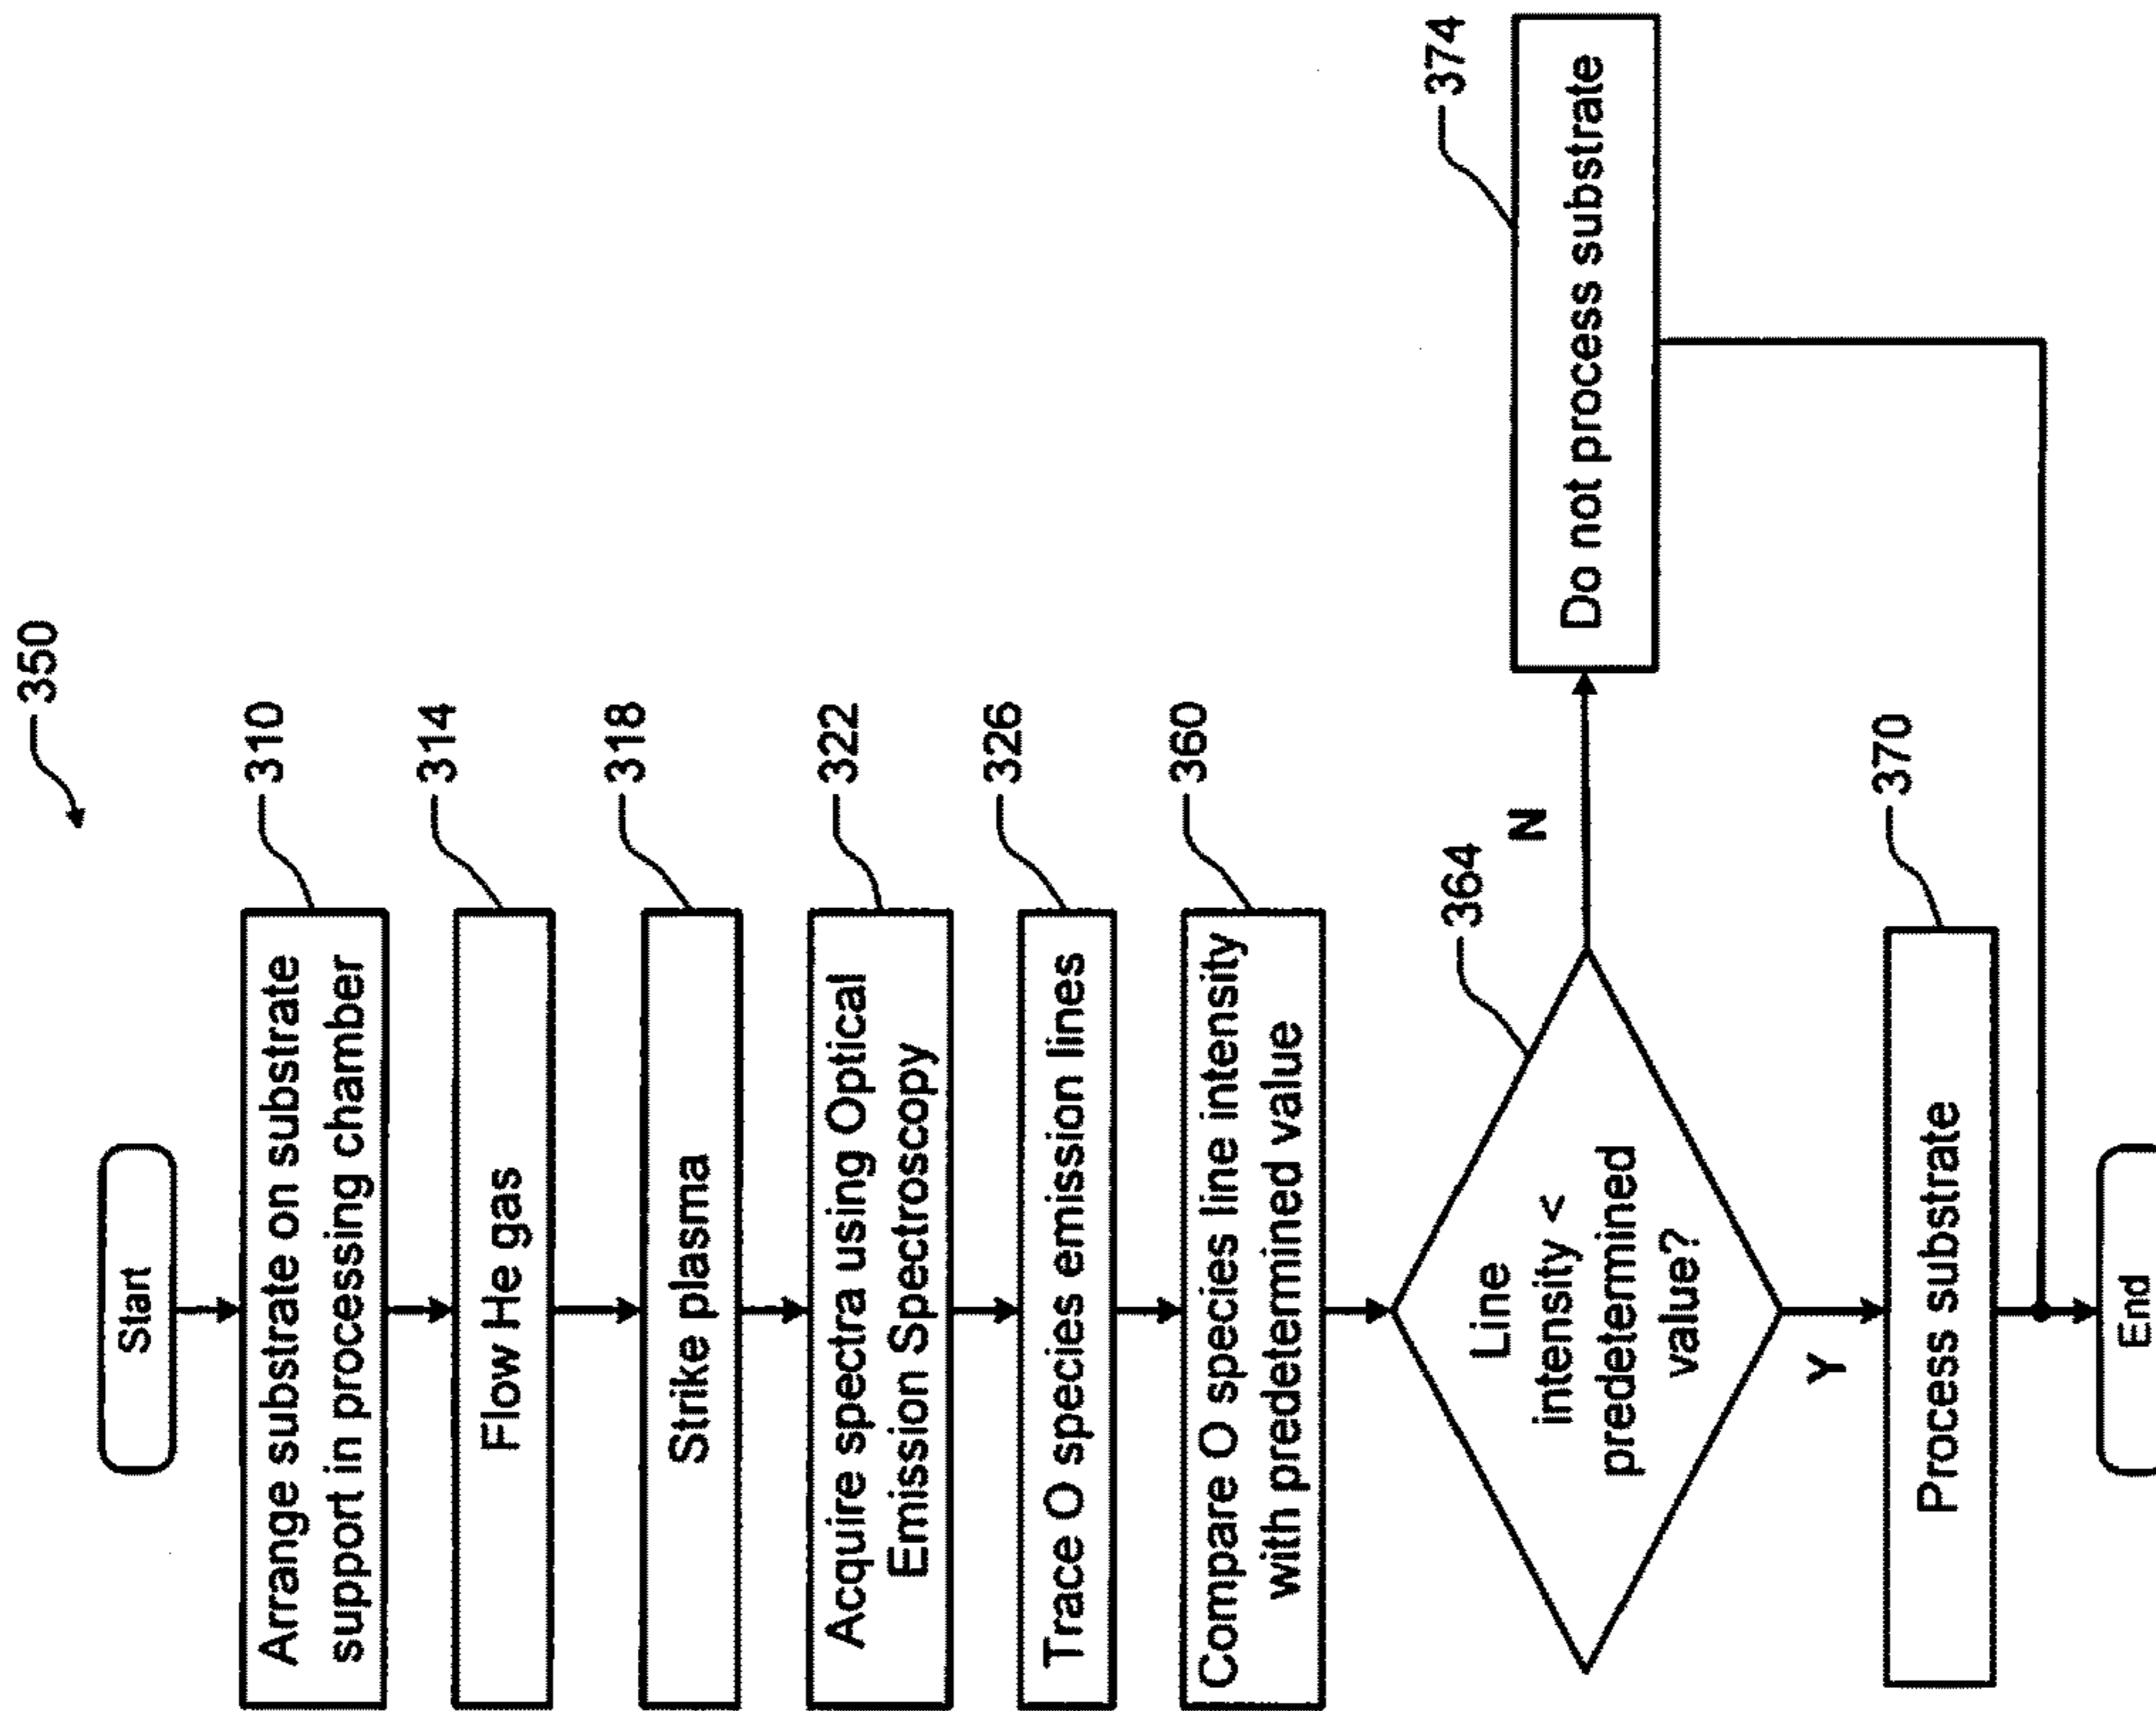 350
Start
Arrange substrate on substrate
support in processing chamber
310
Flow He gas
314
Strike plasma
318
Acquire spectra using Optical
Emission Spectroscopy
322
Trace O species emission lines
326
Compare O species line intensity
with predetermined value
360
Line
intensity <
predetermined
value?
364
N
Do not process substrate
374
Y
Process substrate
370
End